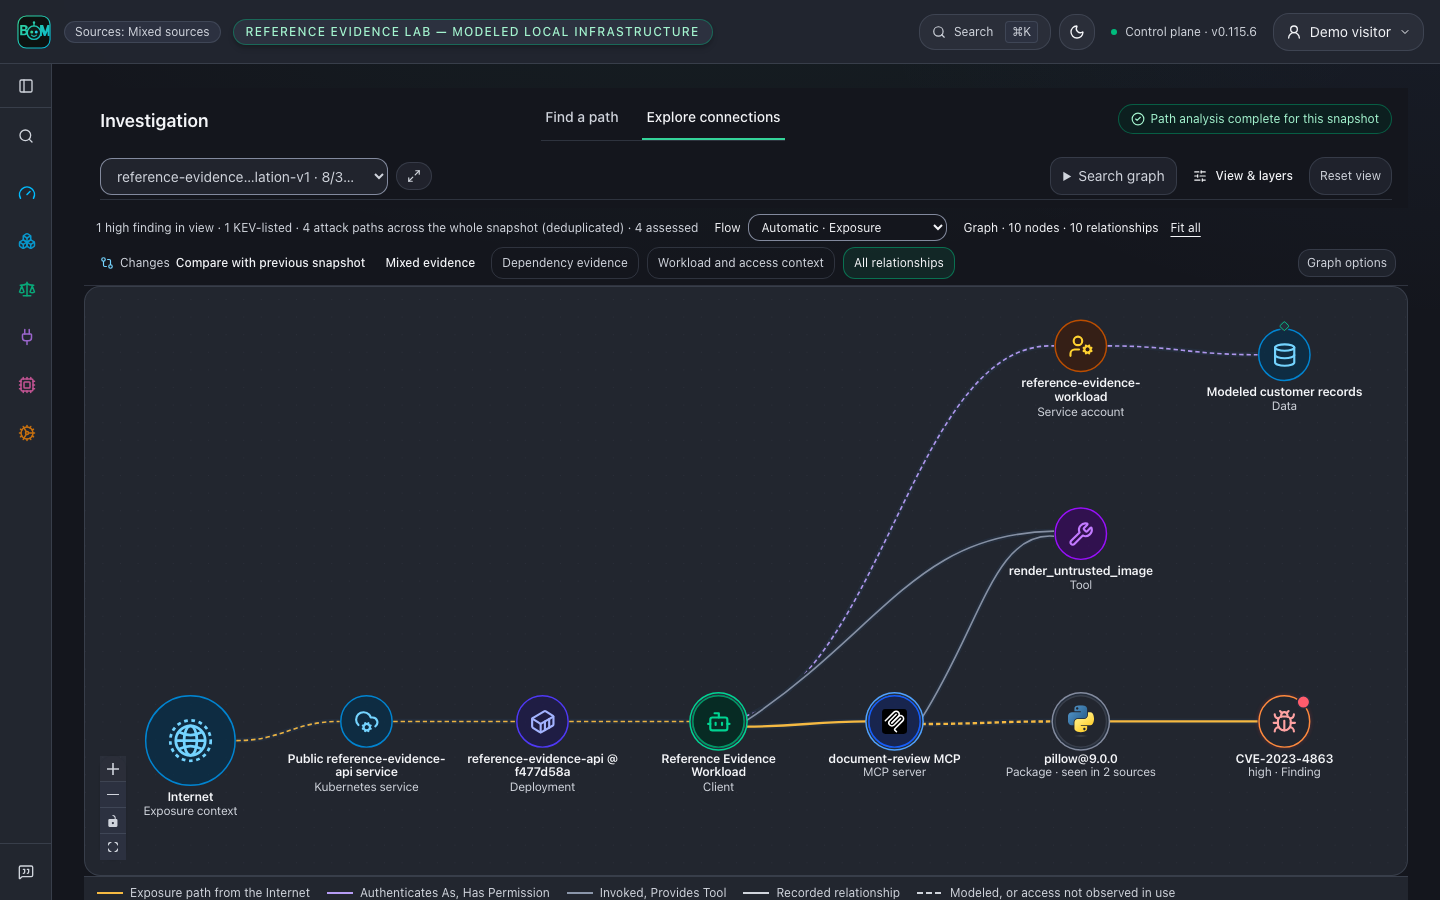 BOM
Sources: Mixed sources
REFERENCE EVIDENCE LAB — MODELED LOCAL INFRASTRUCTURE
Search ⌘K
Control plane · v0.115.6
Demo visitor
Investigation
Find a path
Explore connections
Path analysis complete for this snapshot
reference-evidence...lation-v1 · 8/3...
Search graph
View & layers
Reset view
1 high finding in view · 1 KEV-listed · 4 attack paths across the whole snapshot (deduplicated) · 4 assessed
Flow
Automatic · Exposure
Graph · 10 nodes · 10 relationships
Fit all
Changes
Compare with previous snapshot
Mixed evidence
Dependency evidence
Workload and access context
All relationships
Graph options
reference-evidence-
workload
Service account
Modeled customer records
Data
render_untrusted_image
Tool
Internet
Exposure context
Public reference-evidence-
api service
Kubernetes service
reference-evidence-api @
f477d58a
Deployment
Reference Evidence
Workload
Client
document-review MCP
MCP server
pillow@9.0.0
Package · seen in 2 sources
CVE-2023-4863
high · Finding
Exposure path from the Internet
Authenticates As, Has Permission
Invoked, Provides Tool
Recorded relationship
Modeled, or access not observed in use